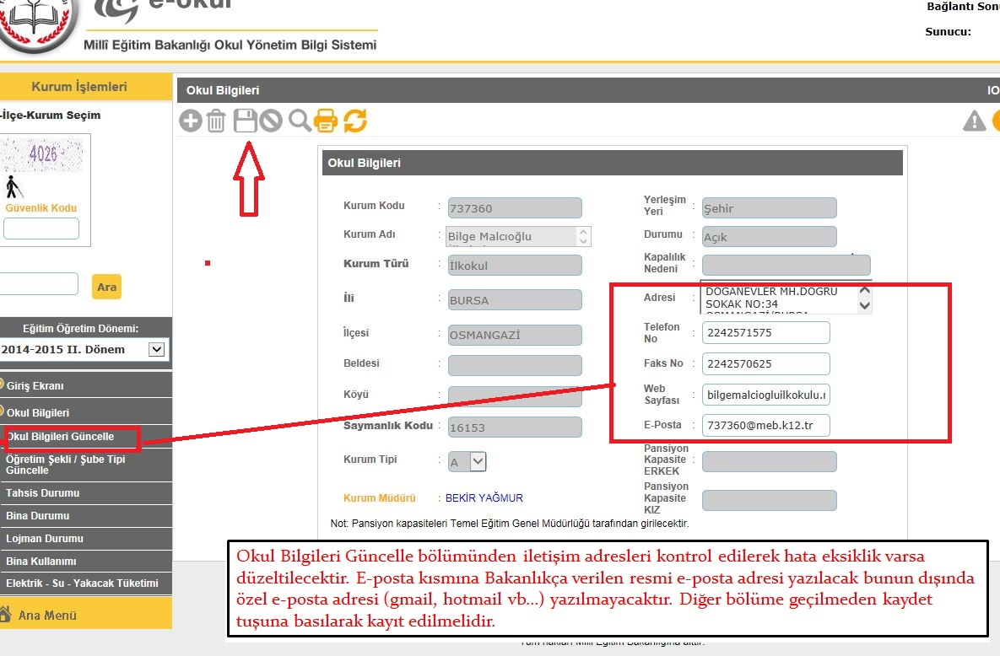 e-okul
Millî Eğitim Bakanlığı Okul Yönetim Bilgi Sistemi
Bağlantı
Sunucu:
Kurum İşlemleri
-İlçe-Kurum Seçim
4026
Güvenlik Kodu
Ara
Eğitim Öğretim Dönemi:
2014-2015 II. Dönem
Giriş Ekranı
Okul Bilgileri
Okul Bilgileri Güncelle
Öğretim Şekli / Şube Tipi
Güncelle
Tahsis Durumu
Bina Durumu
Lojman Durumu
Bina Kullanımı
Elektrik - Su - Yakacak Tüketimi
Ana Menü
Okul Bilgileri
IO
Okul Bilgileri
Kurum Kodu : 737360
Kurum Adı : Bilge Malcıoğlu
Kurum Türü : İlkokul
İli : BURSA
İlçesi : OSMANGAZİ
Beldesi :
Köyü :
Saymanlık Kodu : 16153
Kurum Tipi : A
Kurum Müdürü : BEKİR YAĞMUR
Yerleşim
Yeri : Şehir
Durumu : Açık
Kapalılık
Nedeni :
Adresi : DOĞANEVLER MH.DOĞRU
SOKAK NO:34
OSMANGAZİ/BURSA
Telefon
No : 2242571575
Faks No : 2242570625
Web
Sayfası : bilgemalciogluilkokulu.
E-Posta : 737360@meb.k12.tr
Pansiyon
Kapasite :
ERKEK
Pansiyon
Kapasite :
KIZ
Not: Pansiyon kapasiteleri Temel Eğitim Genel Müdürlüğü tarafından girilecektir.
Okul Bilgileri Güncelle bölümünden iletişim adresleri kontrol edilerek hata eksiklik varsa
düzeltilecektir. E-posta kısmına Bakanlıkça verilen resmi e-posta adresi yazılacak bunun dışında
özel e-posta adresi (gmail, hotmail vb...) yazılmayacaktır. Diğer bölüme geçilmeden kaydet
tuşuna basılarak kayıt edilmelidir.
Tüm hakları Milli Eğitim Bakanlığına aittir.